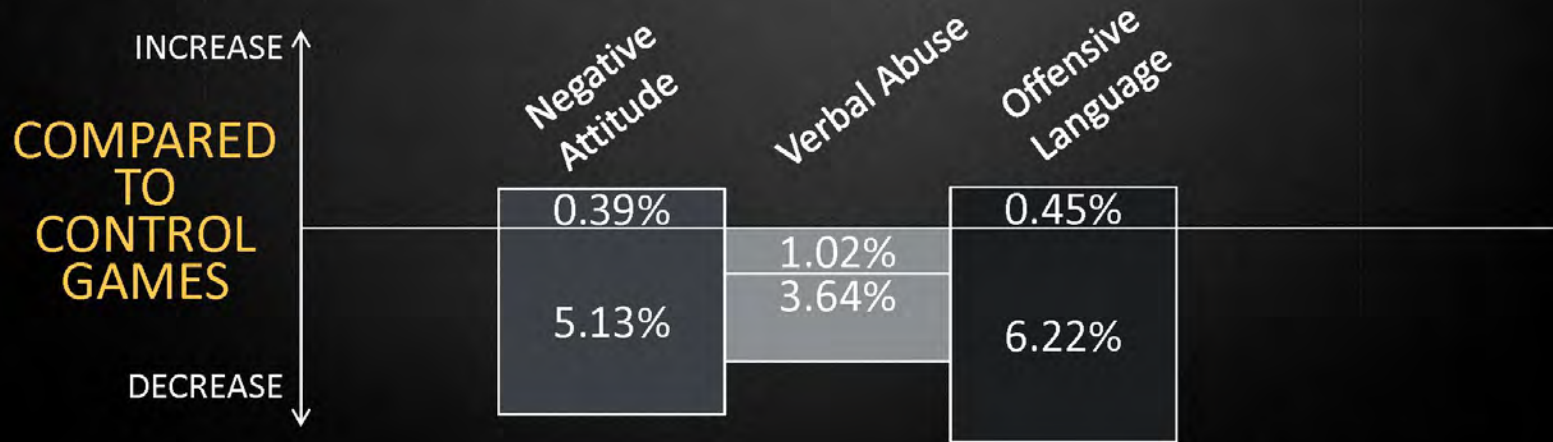 INCREASE
COMPARED
TO
CONTROL
GAMES
DECREASE
Negative
Attitude
Verbal Abuse
Offensive
Language
0.39%
5.13%
1.02%
3.64%
0.45%
6.22%